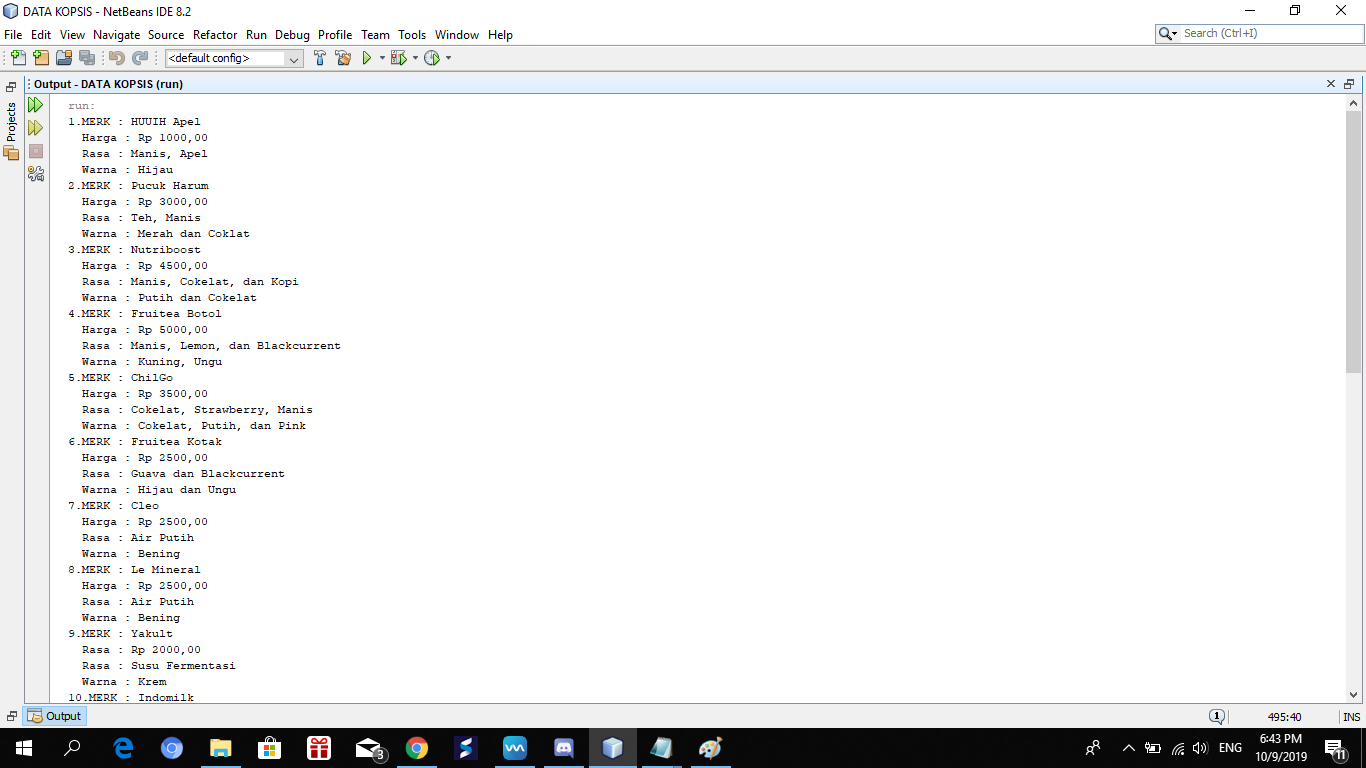 DATA KOPSIS - NetBeans IDE 8.2
File Edit View Navigate Source Refactor Run Debug Profile Team Tools Window Help
Search (Ctrl+I)
<default config>
Projects
Output - DATA KOPSIS (run)
run:
1.MERK : HUUIH Apel
Harga : Rp 1000,00
Rasa : Manis, Apel
Warna : Hijau
2.MERK : Pucuk Harum
Harga : Rp 3000,00
Rasa : Teh, Manis
Warna : Merah dan Coklat
3.MERK : Nutriboost
Harga : Rp 4500,00
Rasa : Manis, Cokelat, dan Kopi
Warna : Putih dan Cokelat
4.MERK : Fruitea Botol
Harga : Rp 5000,00
Rasa : Manis, Lemon, dan Blackcurrent
Warna : Kuning, Ungu
5.MERK : ChilGo
Harga : Rp 3500,00
Rasa : Cokelat, Strawberry, Manis
Warna : Cokelat, Putih, dan Pink
6.MERK : Fruitea Kotak
Harga : Rp 2500,00
Rasa : Guava dan Blackcurrent
Warna : Hijau dan Ungu
7.MERK : Cleo
Harga : Rp 2500,00
Rasa : Air Putih
Warna : Bening
8.MERK : Le Mineral
Harga : Rp 2500,00
Rasa : Air Putih
Warna : Bening
9.MERK : Yakult
Rasa : Rp 2000,00
Rasa : Susu Fermentasi
Warna : Krem
10.MERK : Indomilk
Output
1
495:40
INS
3
ENG
6:43 PM
10/9/2019
11